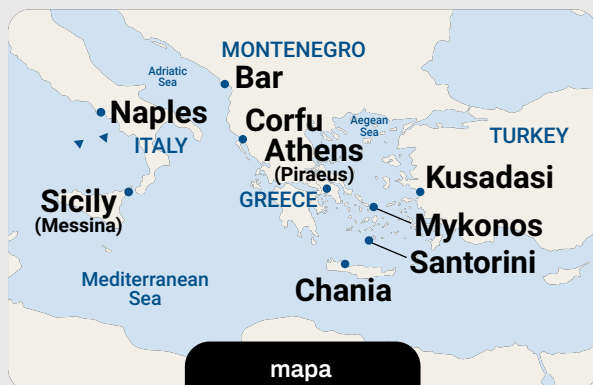 MONTENEGRO
Adriatic
Sea
Bar
Naples
Corfu
Aegean
Sea
ITALY
Athens
(Piraeus)
TURKEY
Kusadasi
Sicily
(Messina)
GREECE
Mykonos
Santorini
Mediterranean
Sea
Chania
mapa